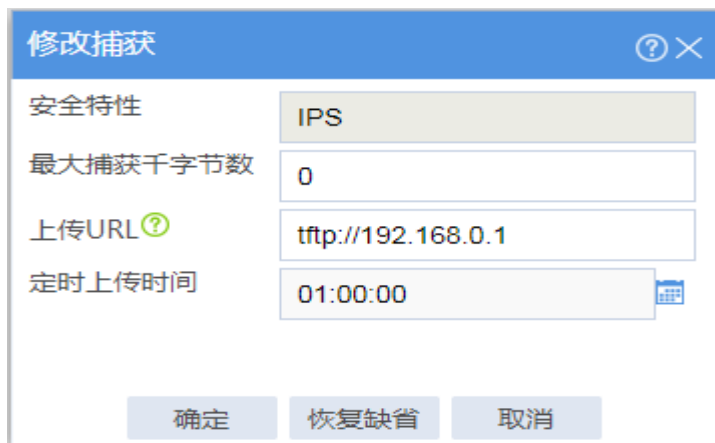 修改捕获
安全特性 IPS
最大捕获千字节数 0
上传URL tftp://192.168.0.1
定时上传时间 01:00:00
确定 恢复缺省 取消